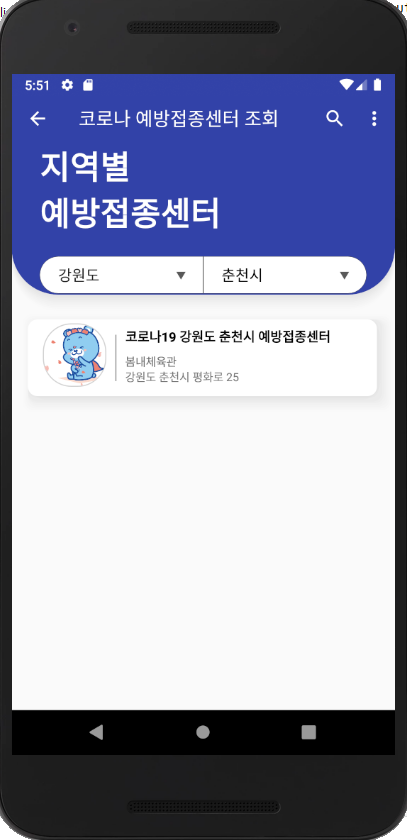 5:51
코로나 예방접종센터 조회
지역별
예방접종센터
강원도 춘천시
코로나19 강원도 춘천시 예방접종센터
봄내체육관
강원도 춘천시 평화로 25